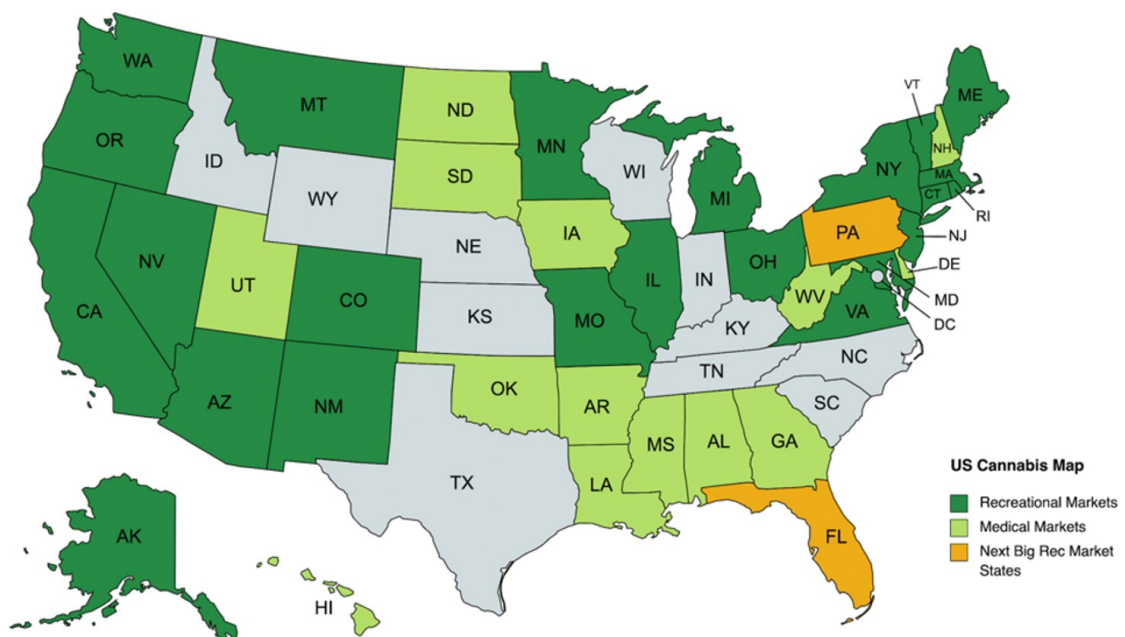 WA
MT
ND
MN
ME
VT
OR
ID
SD
WI
NH
NY
MA
CT
MI
RI
WY
PA
NJ
IA
NE
NV
UT
CO
IL
IN
OH
DE
WV
MD
VA
DC
CA
KS
MO
KY
NC
TN
AZ
NM
OK
AR
SC
MS
AL
GA
TX
LA
FL
AK
HI
US Cannabis Map
Recreational Markets
Medical Markets
Next Big Rec Market
States